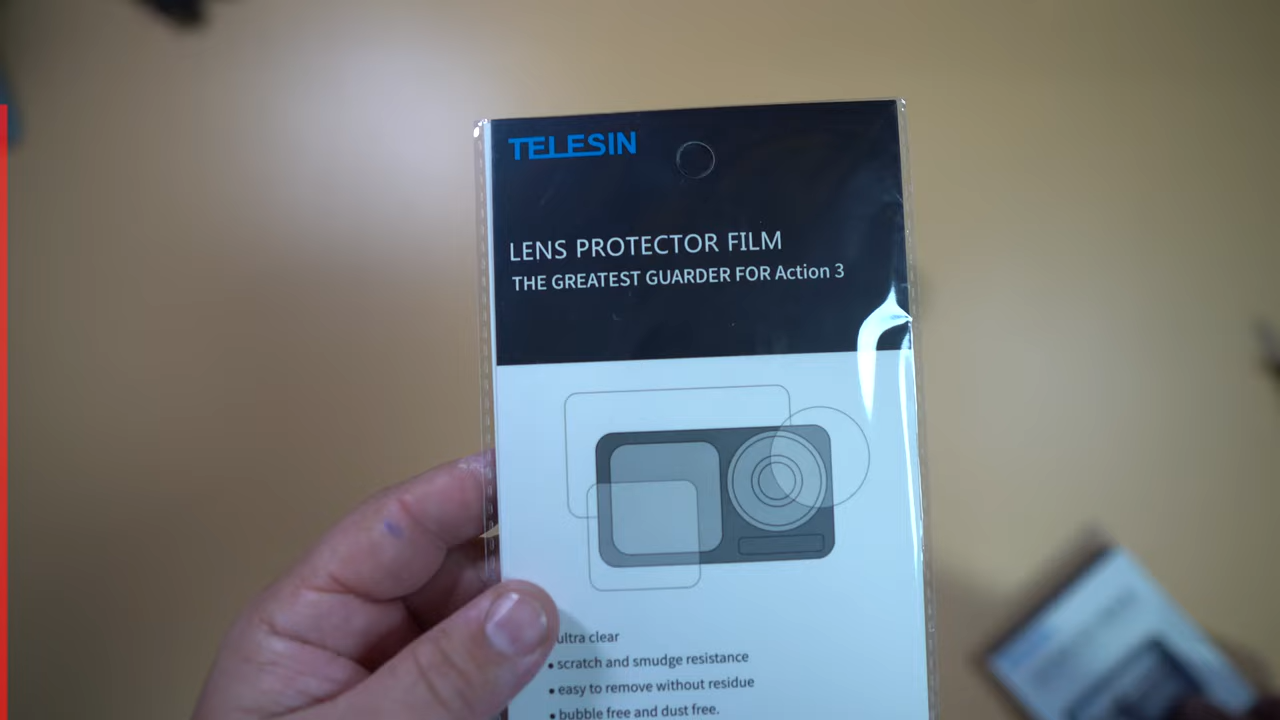 TELESIN
LENS PROTECTOR FILM
THE GREATEST GUARDER FOR Action 3
ultra clear
• scratch and smudge resistance
• easy to remove without residue
• bubble free and dust free.